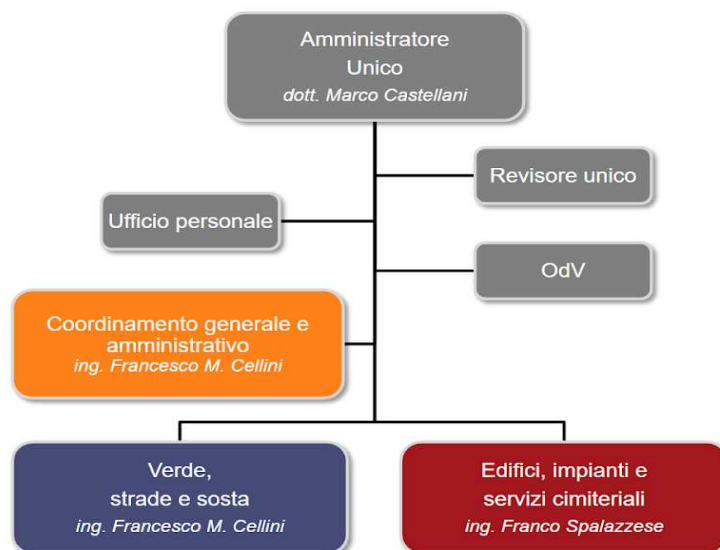 Amministratore
Unico
dott. Marco Castellani
Revisore unico
Ufficio personale
OdV
Coordinamento generale e
amministrativo
ing. Francesco M. Cellini
Verde,
strade e sosta
ing. Francesco M. Cellini
Edifici, impianti e
servizi cimiteriali
ing. Franco Spalazzese